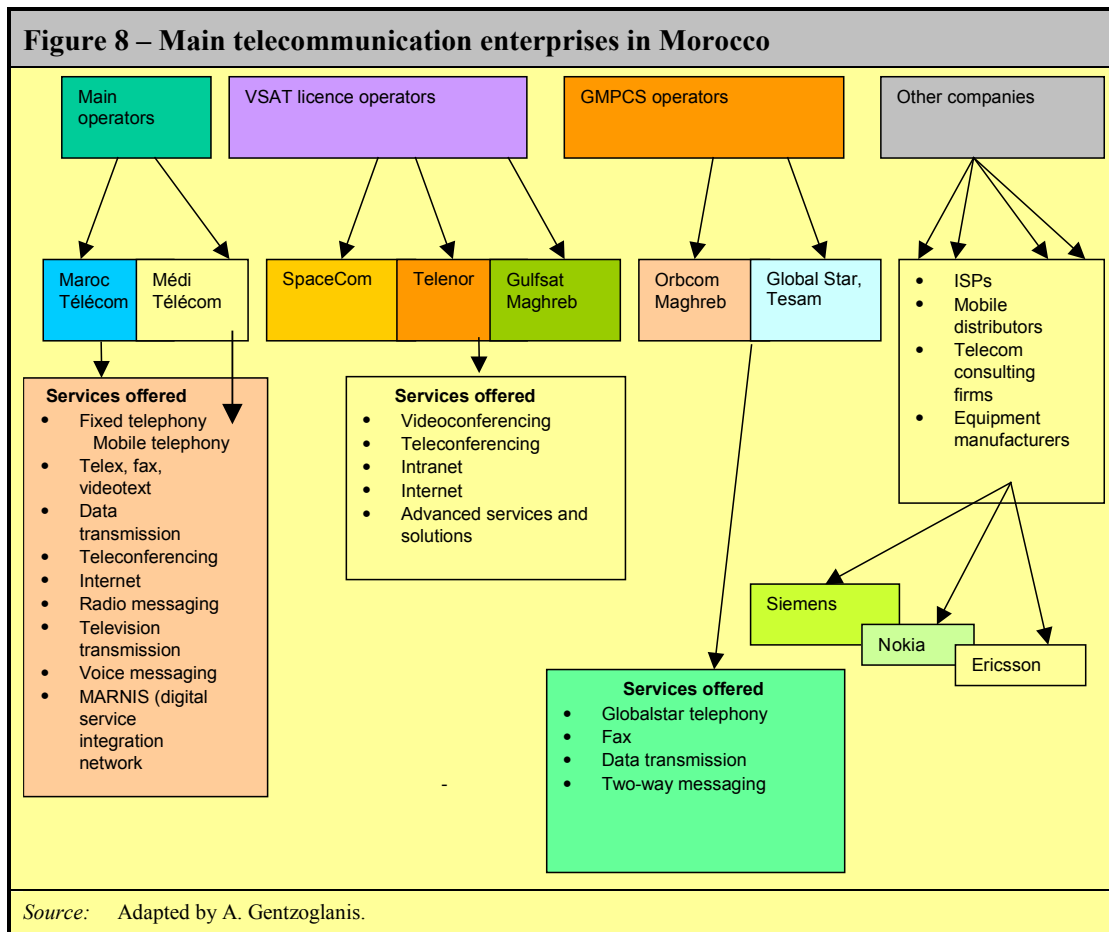 Figure 8 – Main telecommunication enterprises in Morocco
Main
operators
VSAT licence operators
GMPCS operators
Other companies
Maroc
Télécom
Médi
Télécom
SpaceCom
Telenor
Gulfsat
Maghreb
Orbcom
Maghreb
Global Star,
Tesam
• ISPs
• Mobile
distributors
• Telecom
consulting
firms
• Equipment
manufacturers
Services offered
• Fixed telephony
Mobile telephony
• Telex, fax,
videotext
• Data
transmission
• Teleconferencing
• Internet
• Radio messaging
• Television
transmission
• Voice messaging
• MARNIS (digital
service
integration
network
Services offered
• Videoconferencing
• Teleconferencing
• Intranet
• Internet
• Advanced services and
solutions
Siemens
Nokia
Ericsson
Services offered
• Globalstar telephony
• Fax
• Data transmission
• Two-way messaging
-
Source: Adapted by A. Gentzoglanis.